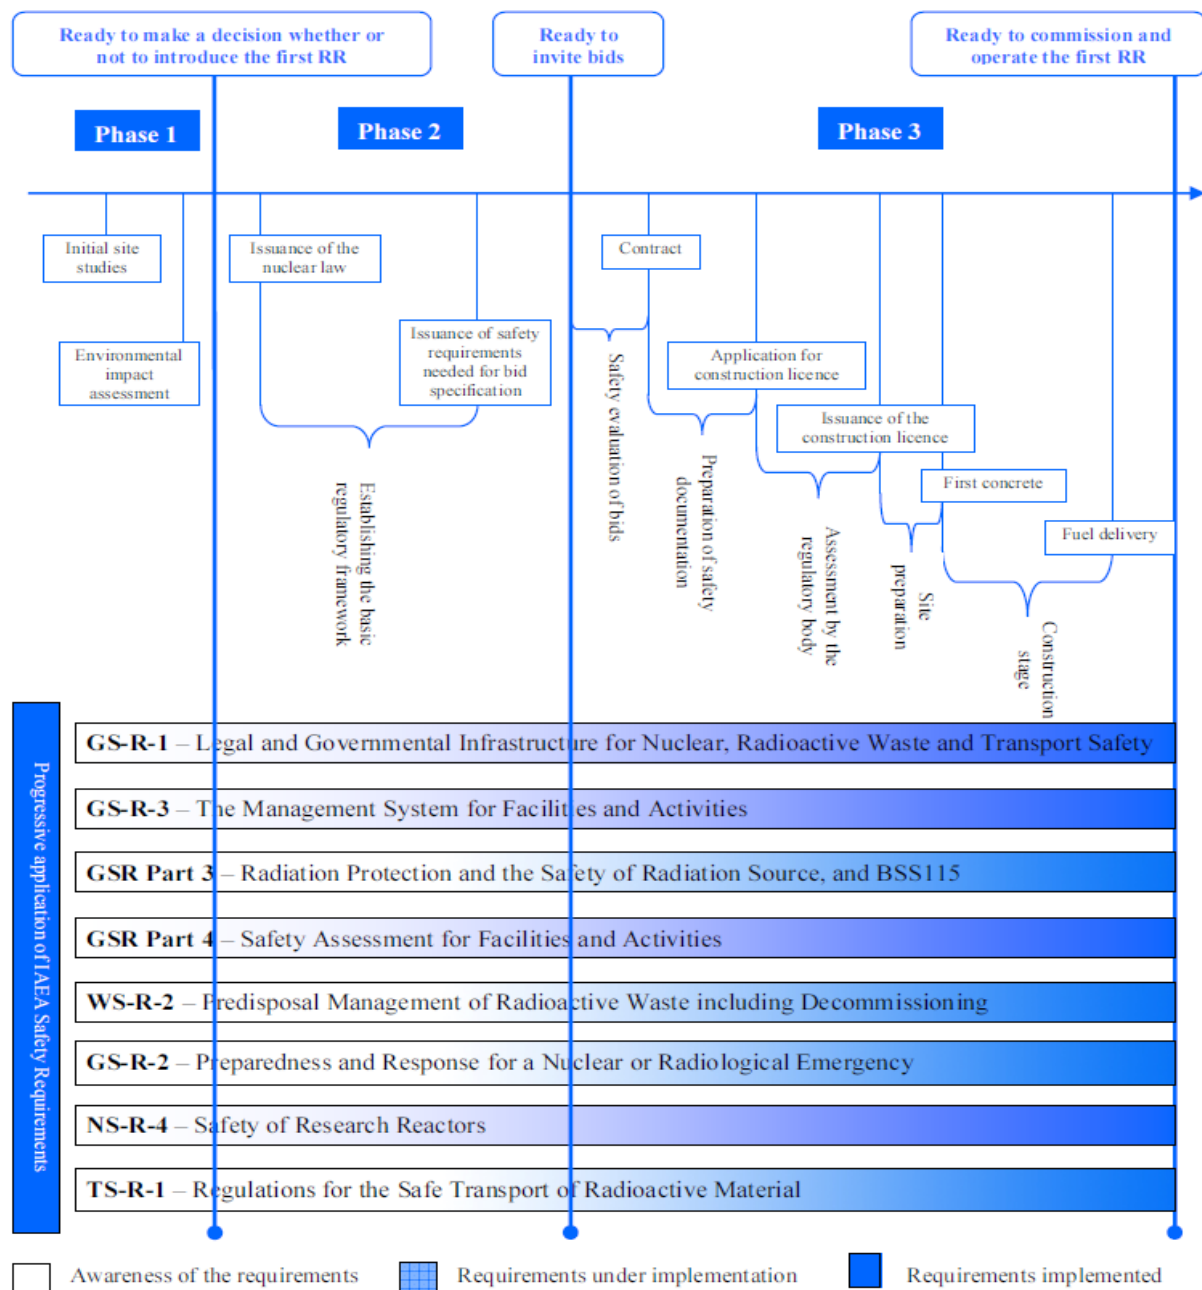 Ready to make a decision whether or
not to introduce the first RR
Ready to
invite bids
Ready to commission and
operate the first RR
Phase 1
Phase 2
Phase 3
Initial site
studies
Environmental
impact
assessment
Issuance of the
nuclear law
Issuance of safety
requirements
needed for bid
specification
Establishing the basic
regulatory framework
Contract
Safety evaluation of bids
Application for
construction licence
Preparation of safety
documentation
Issuance of the
construction licence
Assessment by the
regulatory body
First concrete
Site
preparation
Fuel delivery
Construction
stage
Progressive application of IAEA Safety Requirements
GS-R-1 – Legal and Governmental Infrastructure for Nuclear, Radioactive Waste and Transport Safety
GS-R-3 – The Management System for Facilities and Activities
GSR Part 3 – Radiation Protection and the Safety of Radiation Source, and BSS115
GSR Part 4 – Safety Assessment for Facilities and Activities
WS-R-2 – Predisposal Management of Radioactive Waste including Decommissioning
GS-R-2 – Preparedness and Response for a Nuclear or Radiological Emergency
NS-R-4 – Safety of Research Reactors
TS-R-1 – Regulations for the Safe Transport of Radioactive Material
Awareness of the requirements
Requirements under implementation
Requirements implemented